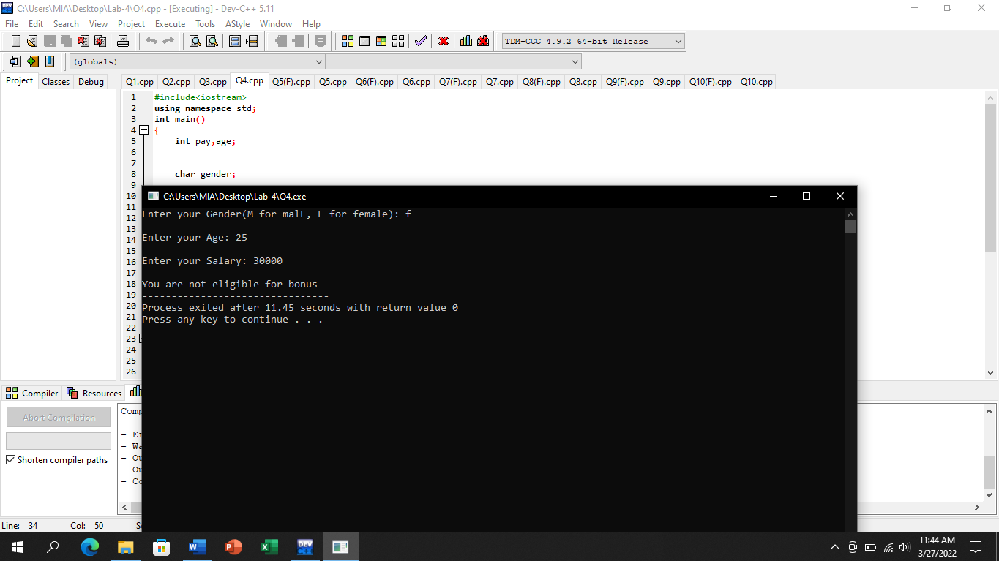 C:\Users\MIA\Desktop\Lab-4\Q4.cpp - [Executing] - Dev-C++ 5.11
File Edit Search View Project Execute Tools AStyle Window Help
TDM-GCC 4.9.2 64-bit Release
(globals)
Project Classes Debug
Q1.cpp Q2.cpp Q3.cpp Q4.cpp Q5(F).cpp Q5.cpp Q6(F).cpp Q6.cpp Q7(F).cpp Q7.cpp Q8(F).cpp Q8.cpp Q9(F).cpp Q9.cpp Q10(F).cpp Q10.cpp
1 #include<iostream>
2 using namespace std;
3 int main()
4 {
5 int pay,age;
6
7
8 char gender;
9
10
11
12
13
14
15
16
17
18
19
20
21
22
23
24
25
26
C:\Users\MIA\Desktop\Lab-4\Q4.exe
Enter your Gender(M for malE, F for female): f
Enter your Age: 25
Enter your Salary: 30000
You are not eligible for bonus
--------------------------------
Process exited after 11.45 seconds with return value 0
Press any key to continue . . .
Compiler Resources
Abort Compilation
Shorten compiler paths
Line: 34 Col: 50
DEV C++
11:44 AM
3/27/2022